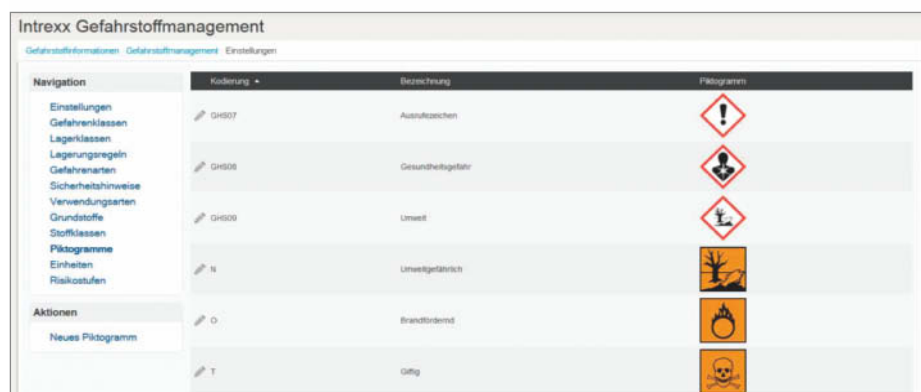 Intrexx Gefahrstoffmanagement
Gefahrstoffinformationen Gefahrstoffmanagement Einstellungen
Navigation
Einstellungen
Gefahrenklassen
Lagerklassen
Lagerungsregeln
Gefahrenarten
Sicherheitshinweise
Verwendungsarten
Grundstoffe
Stoffklassen
Piktogramme
Einheiten
Risikostufen
Aktionen
Neues Piktogramm
Kodierung Bezeichnung Piktogramm
GHS07 Ausrufezeichen
GHS08 Gesundheitsgefahr
GHS09 Umwelt
N Umweltgefährlich
O Brandfördernd
T Giftig